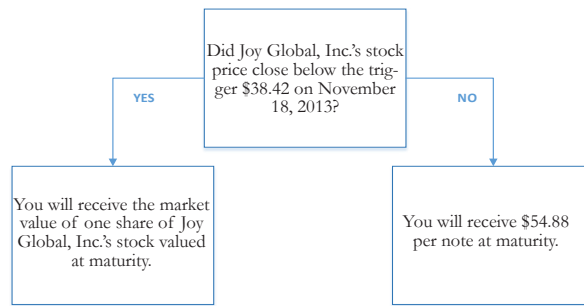 Did Joy Global, Inc.'s stock
price close below the trig-
ger $38.42 on November
18, 2013?
YES
NO
You will receive the market
value of one share of Joy
Global, Inc.'s stock valued
at maturity.
You will receive $54.88
per note at maturity.